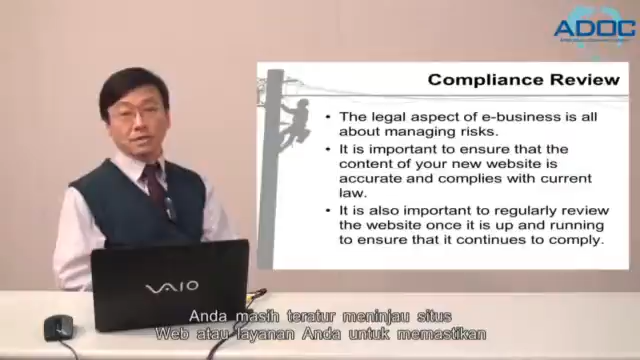 ADOC
Compliance Review
• The legal aspect of e-business is all
about managing risks.
• It is important to ensure that the
content of your new website is
accurate and complies with current
law.
• It is also important to regularly review
the website once it is up and running
to ensure that it continues to comply.
VAIO
Anda masih teratur meninjau situs
Web atau layanan Anda untuk memastikan